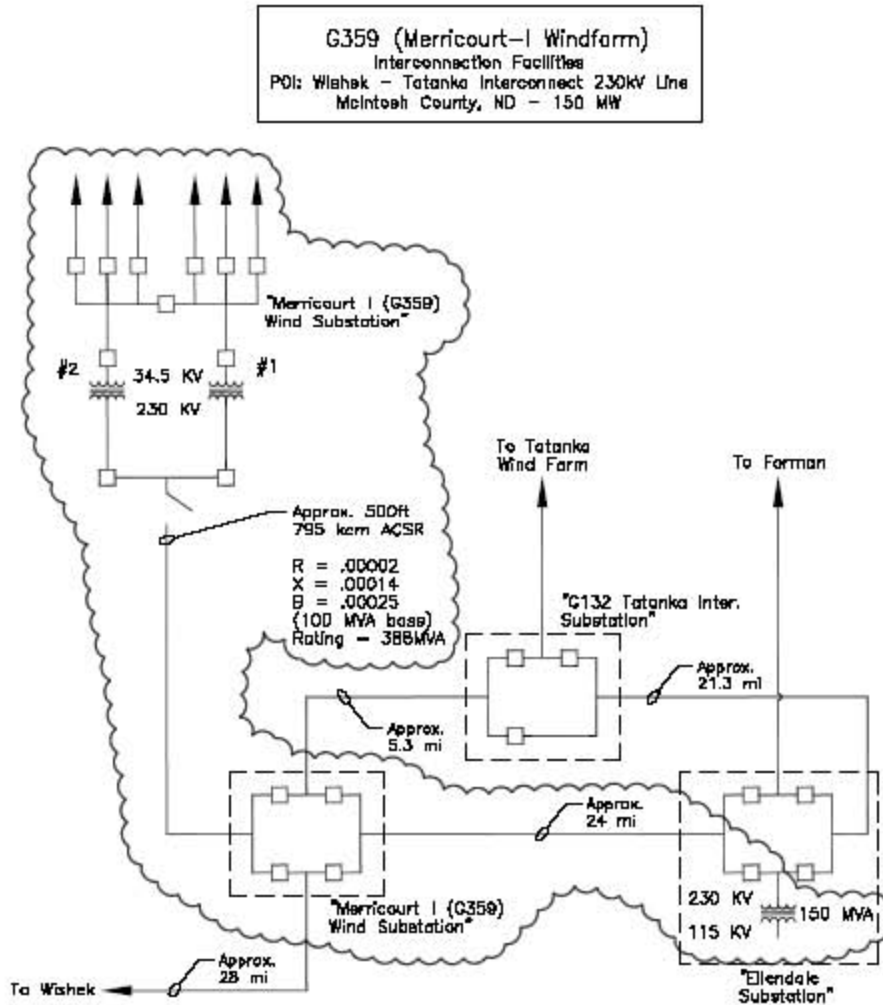 G359 (Merricourt-I Windfarm)
Interconnection Facilities
POI: Wishek - Tatanka Interconnect 230kV Line
McIntosh County, ND - 150 MW
"Merricourt I (G359)
Wind Substation"
#2
34.5 KV
#1
230 KV
To Tatanka
Wind Farm
To Forman
Approx. 500ft
795 kcm ACSR
R = .00002
X = .00014
B = .00025
(100 MVA base)
Rating - 388MVA
"G132 Tatanka Inter.
Substation"
Approx.
21.3 mi
Approx.
5.3 mi
Approx.
24 mi
"Merricourt I (G359)
Wind Substation"
230 KV
150 MVA
115 KV
Approx.
28 mi
To Wishek
"Ellendale
Substation"